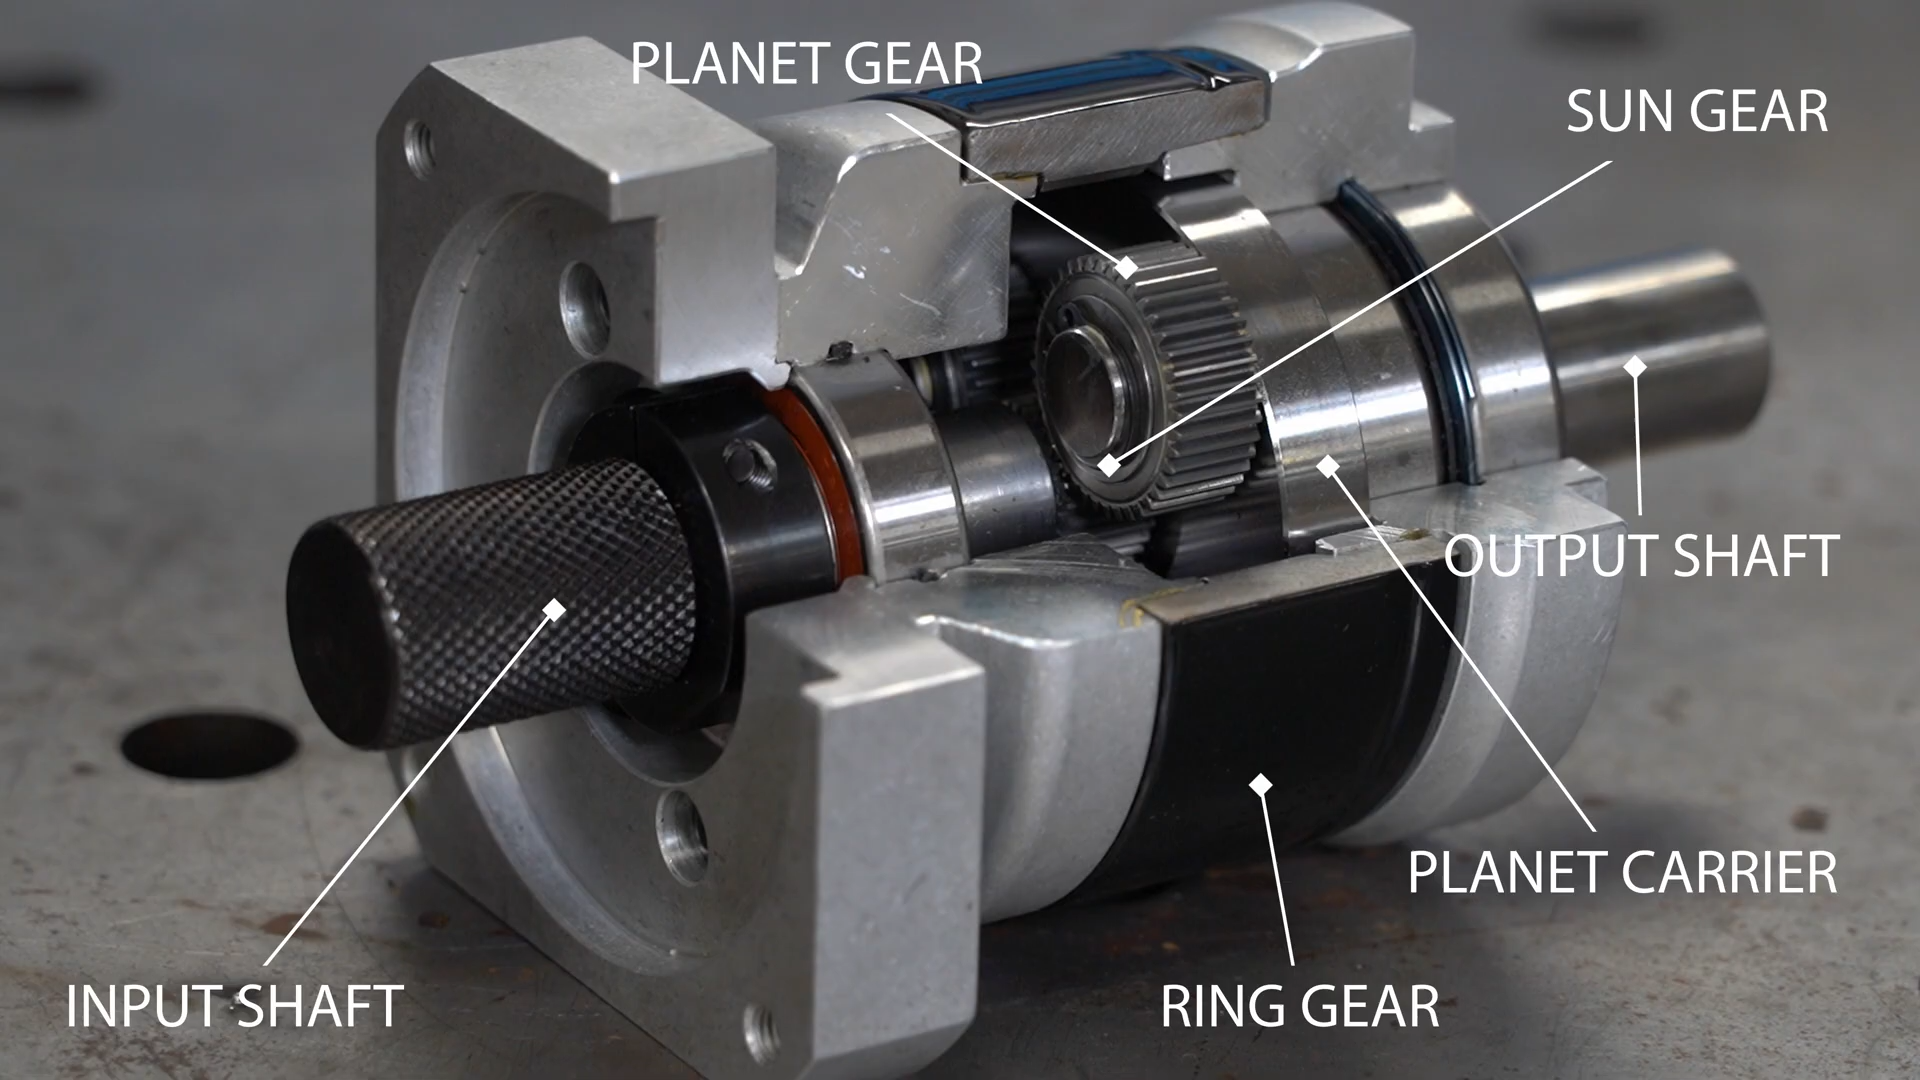 PLANET GEAR
SUN GEAR
OUTPUT SHAFT
PLANET CARRIER
INPUT SHAFT
RING GEAR